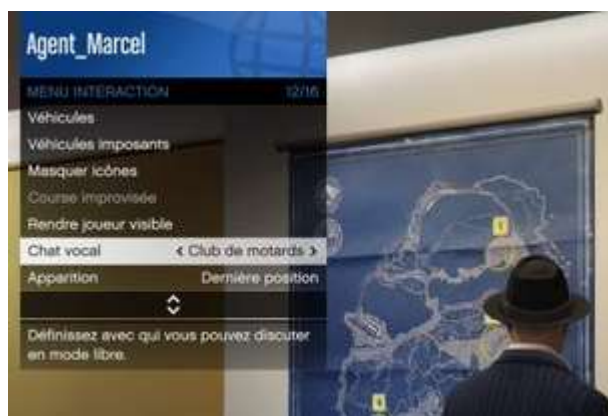 Agent_Marcel
MENU INTERACTION 12/16
Véhicules
Véhicules imposants
Masquer icônes
Course improvisée
Rendre joueur visible
Chat vocal < Club de motards >
Apparition Dernière position
Définissez avec qui vous pouvez discuter
en mode libre.